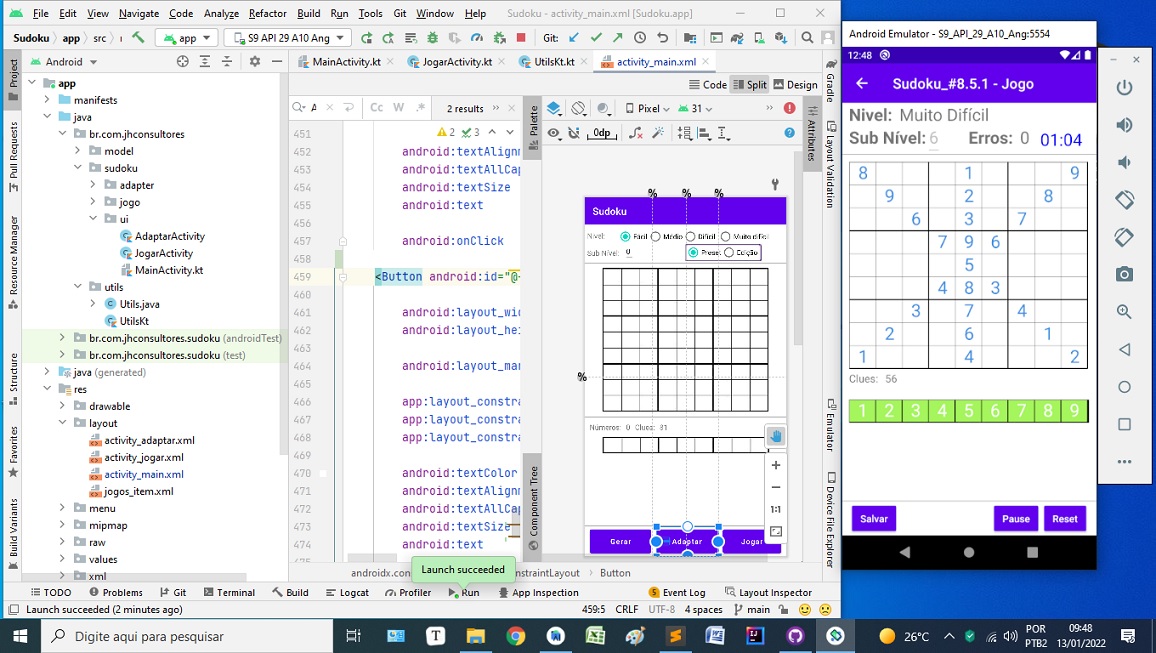 File Edit View Navigate Code Analyze Refactor Build Run Tools Git Window Help Sudoku - activity_main.xml [Sudoku.app]
Sudoku app src app S9 API 29 A10 Ang Git:
Android MainActivity.kt JogarActivity.kt UtilsKt.kt activity_main.xml
Code Split Design
Project
Pull Requests
Resource Manager
Structure
Favorites
Build Variants
app
manifests
java
br.com.jhconsultores
model
sudoku
adapter
jogo
ui
AdaptarActivity
JogarActivity
MainActivity.kt
utils
Utils.java
UtilsKt
br.com.jhconsultores.sudoku (androidTest)
br.com.jhconsultores.sudoku (test)
java (generated)
res
drawable
layout
activity_adaptar.xml
activity_jogar.xml
activity_main.xml
jogos_item.xml
menu
mipmap
raw
values
xml
A Cc W .* 2 results
2 3
451
452 android:textAlignm
453 android:textAllCap
454 android:textSize
455 android:text
456
457 android:onClick
458
459 <Button android:id="@
460
461 android:layout_wid
462 android:layout_hei
463
464 android:layout_mar
465
466 app:layout_constra
467 app:layout_constra
468 app:layout_constra
469
470 android:textColor
471 android:textAlignm
472 android:textAllCap
473 android:textSize
474 android:text
Palette
Component Tree
Pixel 31
0dp
Attributes
% % %
Sudoku
Nível: Fácil Médio Difícil Muito difícil
Sub Nível: 0 Preset Edição
%
Números: 0 Clues: 81
1:1
Gerar Adaptar Jogar
Gradle
Layout Validation
Emulator
Device File Explorer
Launch succeeded
Button
TODO Problems Git Terminal Build Logcat Profiler Run App Inspection Event Log Layout Inspector
Launch succeeded (2 minutes ago) 459:5 CRLF UTF-8 4 spaces main
Android Emulator - S9_API_29_A10_Ang:5554
12:48
Sudoku_#8.5.1 - Jogo
Nível: Muito Difícil
Sub Nível: 6 Erros: 0 01:04
8 1 9
9 2 8
6 3 7
7 9 6
5
4 8 3
3 7 4
2 6 1
1 4 2
Clues: 56
1 2 3 4 5 6 7 8 9
Salvar Pause Reset
Digite aqui para pesquisar
26°C
POR
PTB2
09:48
13/01/2022